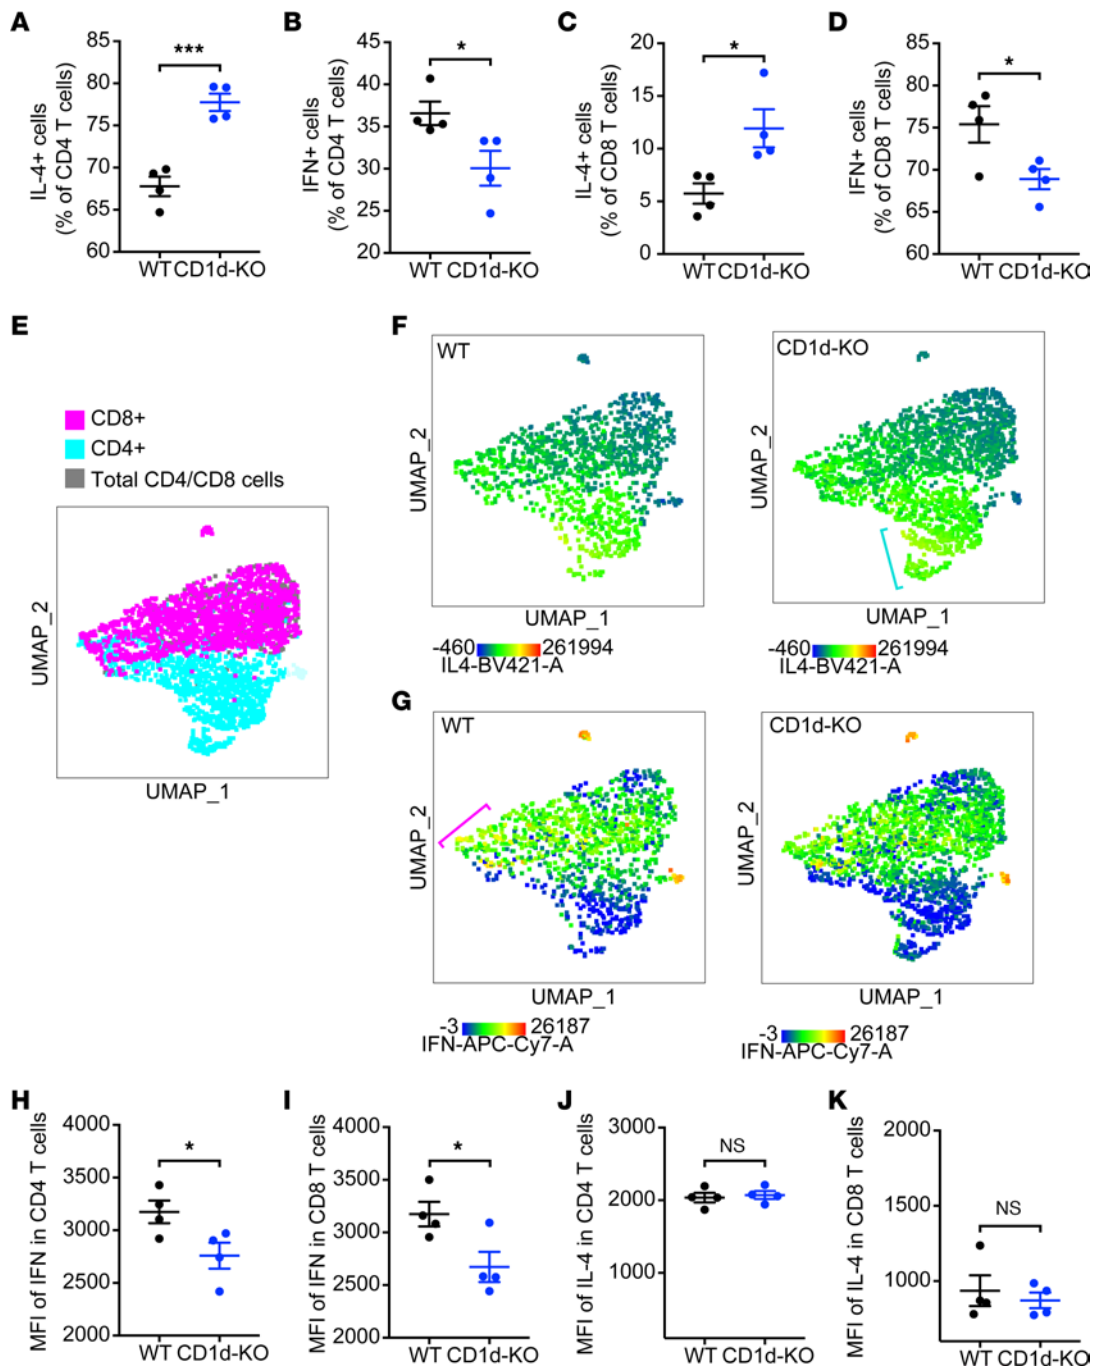 A
IL-4+ cells
(% of CD4 T cells)
85
80
75
70
65
60
***
WT CD1d-KO
B
IFN+ cells
(% of CD4 T cells)
45
40
35
30
25
20
*
WT CD1d-KO
C
IL-4+ cells
(% of CD8 T cells)
20
15
10
5
0
*
WT CD1d-KO
D
IFN+ cells
(% of CD8 T cells)
85
80
75
70
65
60
*
WT CD1d-KO
E
CD8+
CD4+
Total CD4/CD8 cells
UMAP_2
UMAP_1
F
WT
UMAP_2
UMAP_1
-460 261994
IL4-BV421-A
CD1d-KO
UMAP_2
UMAP_1
-460 261994
IL4-BV421-A
G
WT
UMAP_2
UMAP_1
-3 26187
IFN-APC-Cy7-A
CD1d-KO
UMAP_2
UMAP_1
-3 26187
IFN-APC-Cy7-A
H
MFI of IFN in CD4 T cells
4000
3500
3000
2500
2000
*
WT CD1d-KO
I
MFI of IFN in CD8 T cells
4000
3500
3000
2500
2000
*
WT CD1d-KO
J
MFI of IL-4 in CD4 T cells
3000
2000
1000
NS
WT CD1d-KO
K
MFI of IL-4 in CD8 T cells
2000
1500
1000
NS
WT CD1d-KO